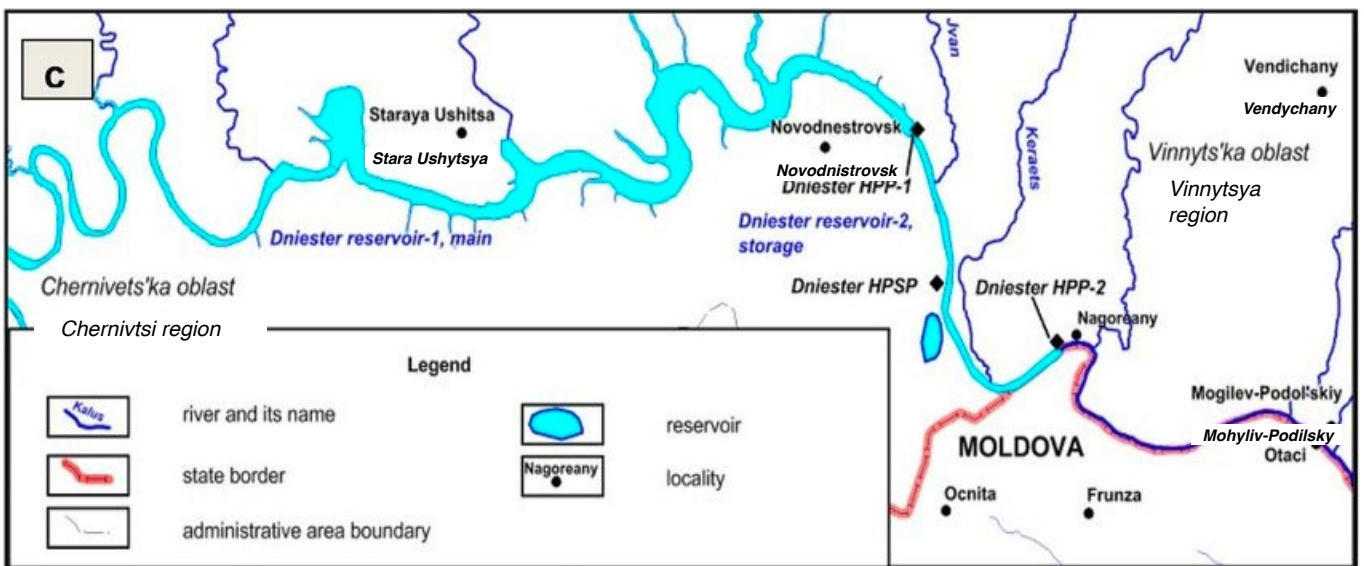 C
Jvan
Keraets
Vendichany
Vendychany
Staraya Ushitsa
Stara Ushytsya
Novodnestrovsk
Novodnistrovsk
Dniester HPP-1
Vinnyts'ka oblast
Vinnytsya
region
Dniester reservoir-1, main
Dniester reservoir-2,
storage
Chernivets'ka oblast
Chernivtsi region
Dniester HPSP
Dniester HPP-2
Nagoreany
Mogilev-Podol'skiy
Mohyliv-Podilsky
Otaci
MOLDOVA
Ocnita
Frunza
Legend
Kalus
river and its name
reservoir
state border
Nagoreany
locality
administrative area boundary